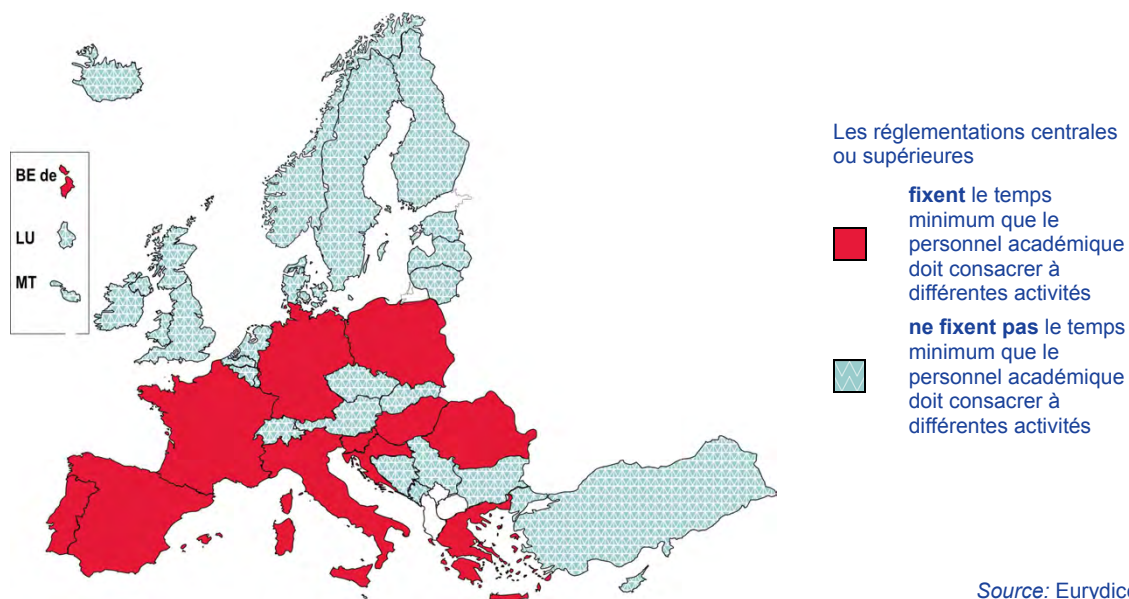 BE de
LU
MT
Les réglementations centrales
ou supérieures
fixent le temps
minimum que le
personnel académique
doit consacrer à
différentes activités
ne fixent pas le temps
minimum que le
personnel académique
doit consacrer à
différentes activités
Source: Eurydice